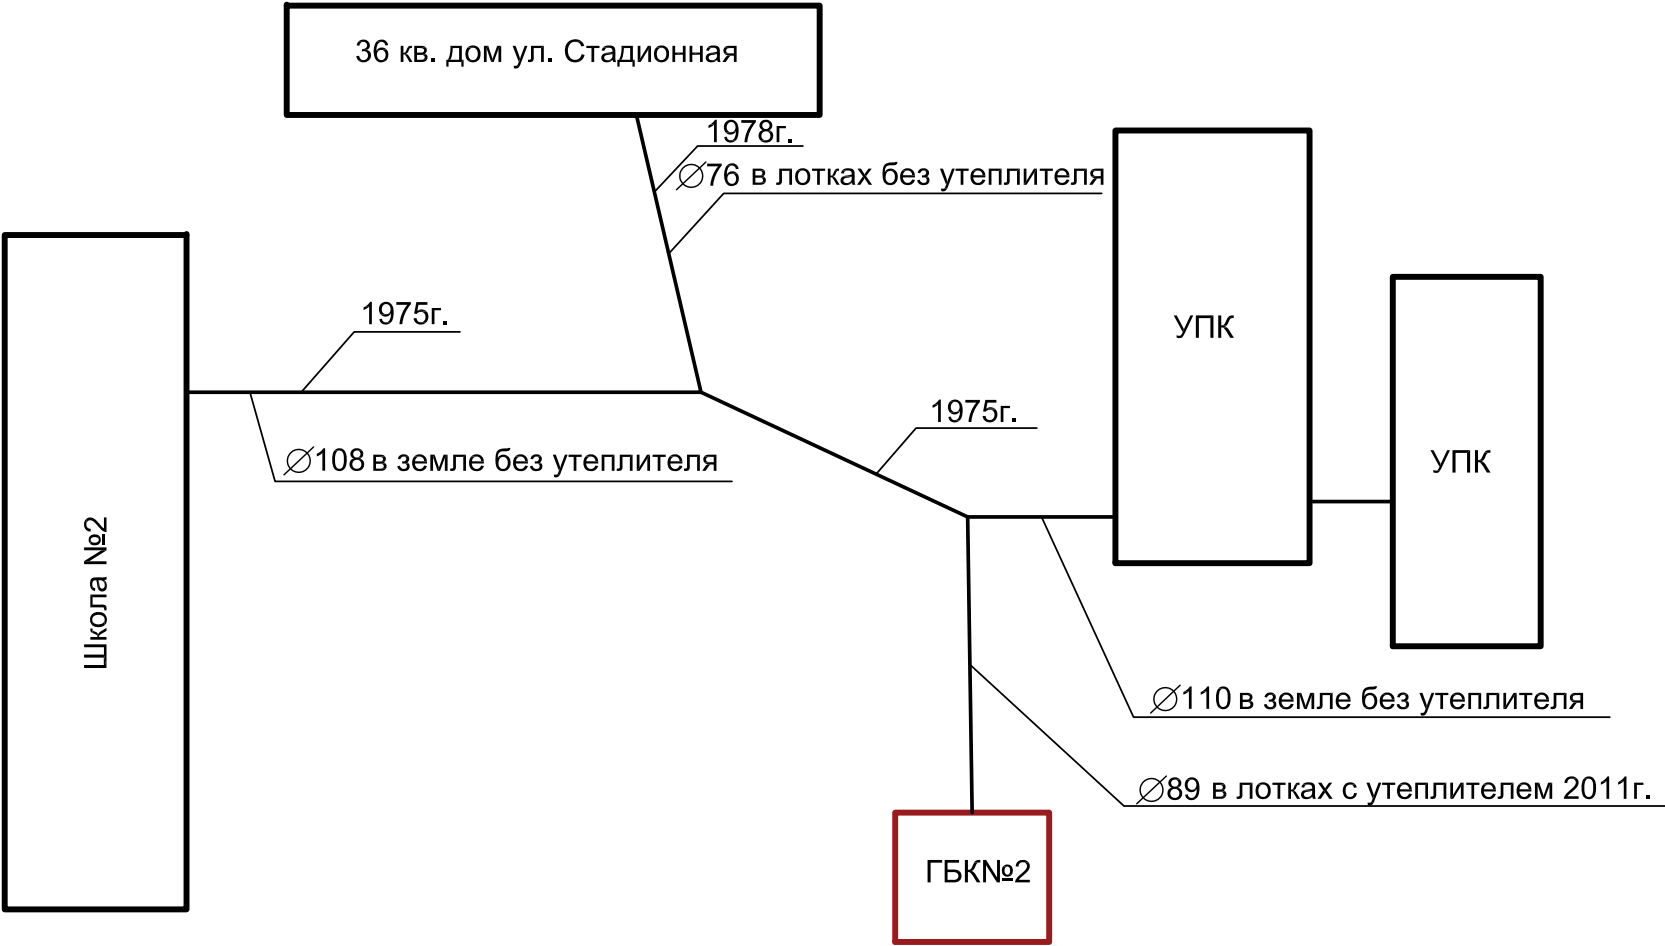 36 кв. дом ул. Стадионная
1978г.
∅76 в лотках без утеплителя
1975г.
УПК
1975г.
∅108 в земле без утеплителя
УПК
Школа №2
∅110 в земле без утеплителя
∅89 в лотках с утеплителем 2011г.
ГБК№2